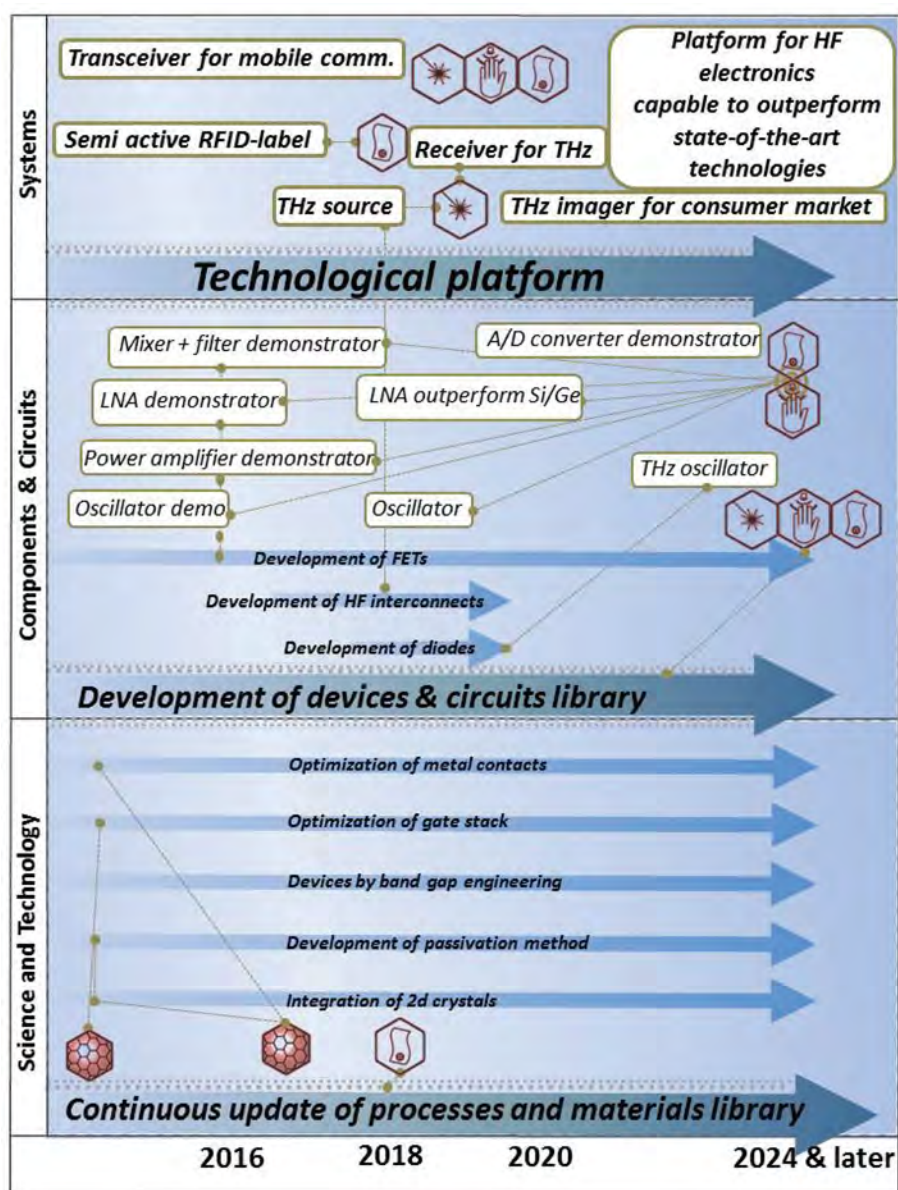 Systems
Transceiver for mobile comm.
Platform for HF
electronics
capable to outperform
state-of-the-art
technologies
Semi active RFID-label
Receiver for THz
THz source
THz imager for consumer market
Technological platform
Components & Circuits
Mixer + filter demonstrator
A/D converter demonstrator
LNA demonstrator
LNA outperform Si/Ge
Power amplifier demonstrator
THz oscillator
Oscillator demo
Oscillator
Development of FETs
Development of HF interconnects
Development of diodes
Development of devices & circuits library
Science and Technology
Optimization of metal contacts
Optimization of gate stack
Devices by band gap engineering
Development of passivation method
Integration of 2d crystals
Continuous update of processes and materials library
2016
2018
2020
2024 & later